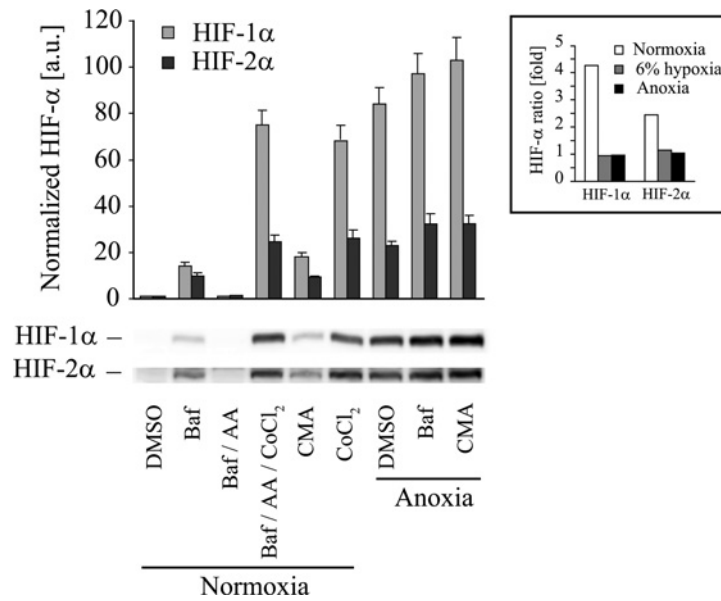 Normalized HIF-α [a.u.]
120
100
80
60
40
20
0
HIF-1α
HIF-2α
HIF-1α –
HIF-2α –
DMSO
Baf
Baf / AA
Baf / AA / CoCl₂
CMA
CoCl₂
DMSO
Baf
CMA
Anoxia
Normoxia
HIF-α ratio [fold]
5
4
3
2
1
0
Normoxia
6% hypoxia
Anoxia
HIF-1α
HIF-2α